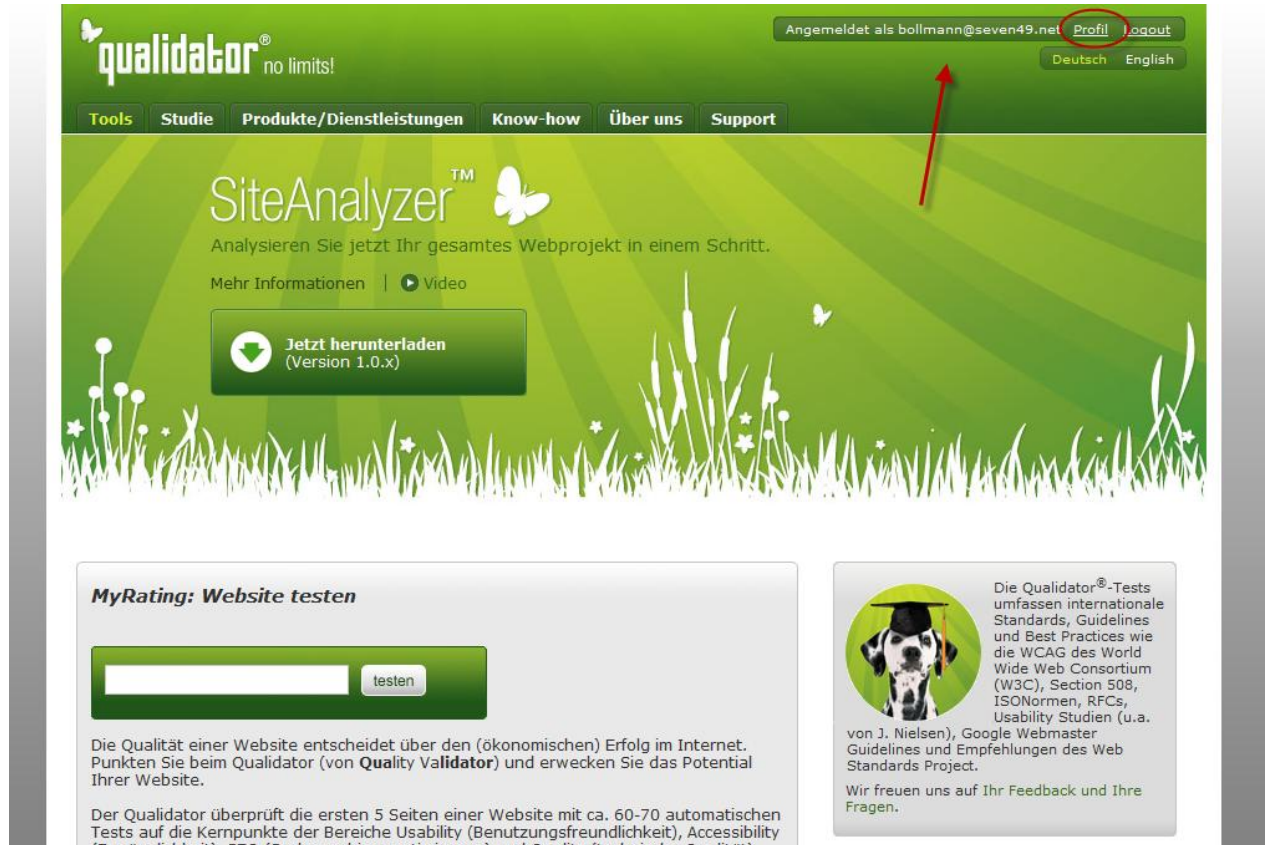 qualidator® no limits!
Angemeldet als bollmann@seven49.net Profil Logout
Deutsch English
Tools Studie Produkte/Dienstleistungen Know-how Über uns Support
SiteAnalyzer™
Analysieren Sie jetzt Ihr gesamtes Webprojekt in einem Schritt.
Mehr Informationen | Video
Jetzt herunterladen
(Version 1.0.x)
MyRating: Website testen
testen
Die Qualität einer Website entscheidet über den (ökonomischen) Erfolg im Internet.
Punkten Sie beim Qualidator (von Quality Validator) und erwecken Sie das Potential
Ihrer Website.
Der Qualidator überprüft die ersten 5 Seiten einer Website mit ca. 60-70 automatischen
Tests auf die Kernpunkte der Bereiche Usability (Benutzungsfreundlichkeit), Accessibility
Die Qualidator®-Tests
umfassen internationale
Standards, Guidelines
und Best Practices wie
die WCAG des World
Wide Web Consortium
(W3C), Section 508,
ISONormen, RFCs,
Usability Studien (u.a.
von J. Nielsen), Google Webmaster
Guidelines und Empfehlungen des Web
Standards Project.
Wir freuen uns auf Ihr Feedback und Ihre
Fragen.